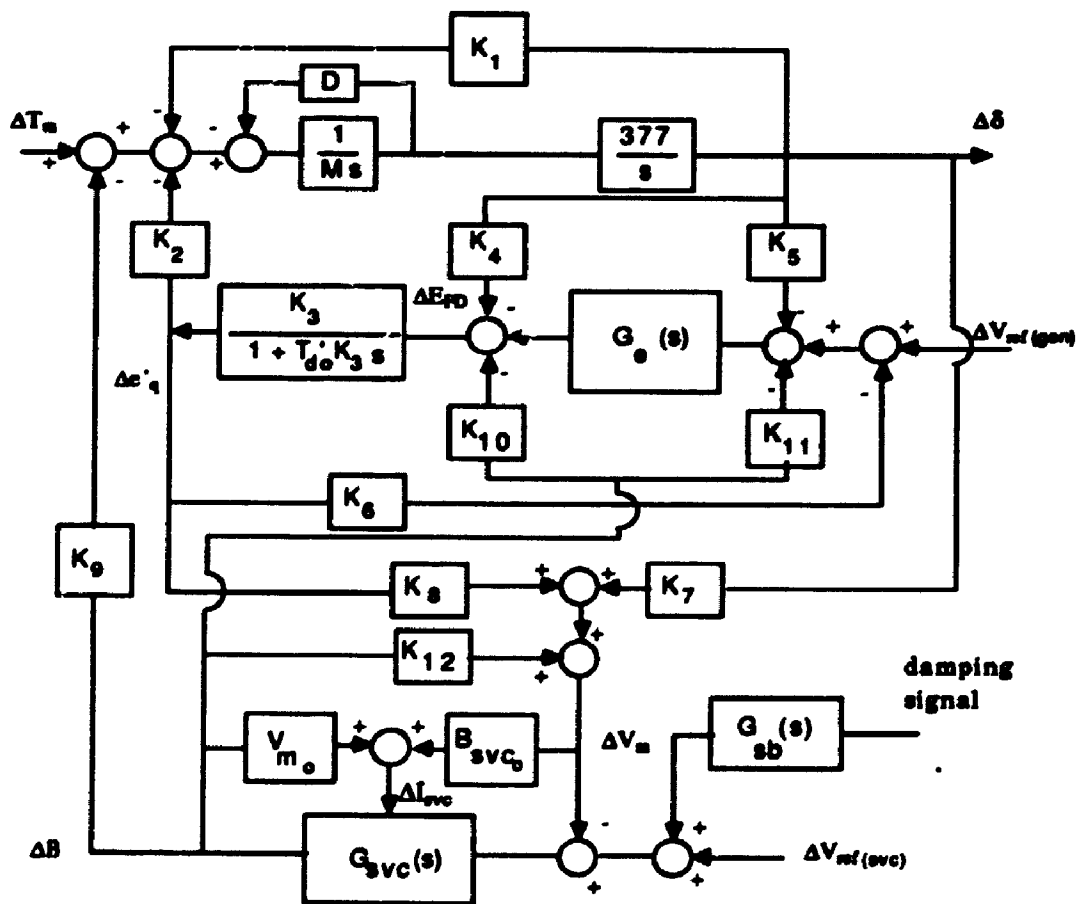 K1
D
ΔTm
+
+
-
-
-
-
-
+
1
Ms
377
s
Δδ
K2
K4
K5
ΔEFD
-
-
-
-
+
+
ΔVref(gen)
K3
1 + T'do K3 s
Ge(s)
Δe'q
-
-
-
K10
K11
K6
K9
K8
+
+
K7
+
K12
+
damping
signal
Vmo
+
+
Bsvco
ΔVm
Gsb(s)
ΔIsvc
ΔB
Gsvc(s)
-
+
+
+
ΔVref(svc)